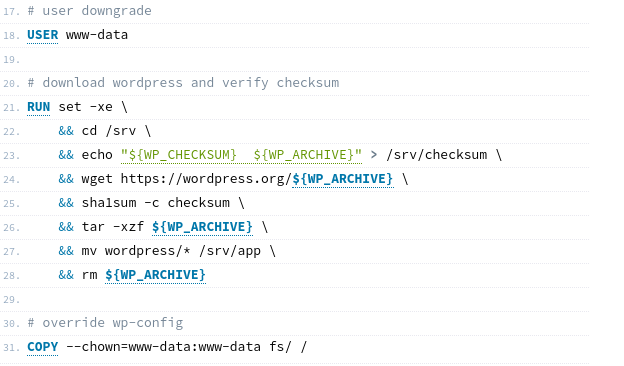 17. # user downgrade
18. USER www-data
19.
20. # download wordpress and verify checksum
21. RUN set -xe \
22. && cd /srv \
23. && echo "${WP_CHECKSUM}  ${WP_ARCHIVE}" > /srv/checksum \
24. && wget https://wordpress.org/${WP_ARCHIVE} \
25. && sha1sum -c checksum \
26. && tar -xzf ${WP_ARCHIVE} \
27. && mv wordpress/* /srv/app \
28. && rm ${WP_ARCHIVE}
29.
30. # override wp-config
31. COPY --chown=www-data:www-data fs/ /